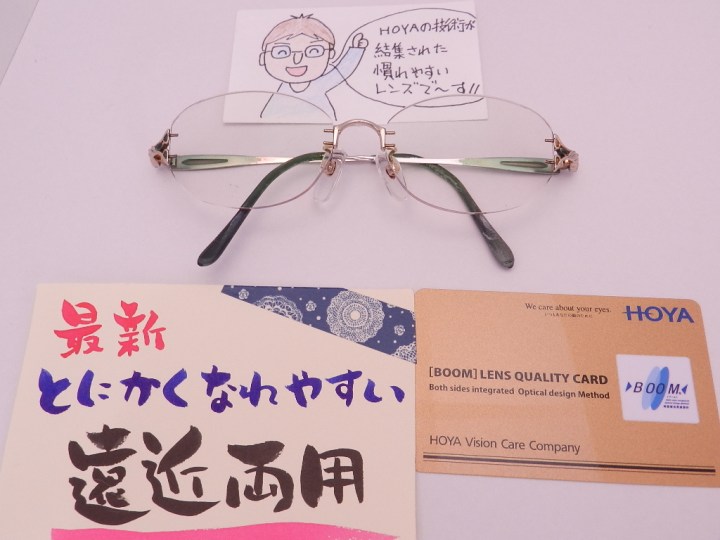 HOYAの技術が
結集された
慣れやすい
レンズで〜す!!
最新
とにかくなれやすい
遠近両用
We care about your eyes.
HOYA
[BOOM] LENS QUALITY CARD
Both sides integrated Optical design Method
BOOM
HOYA Vision Care Company